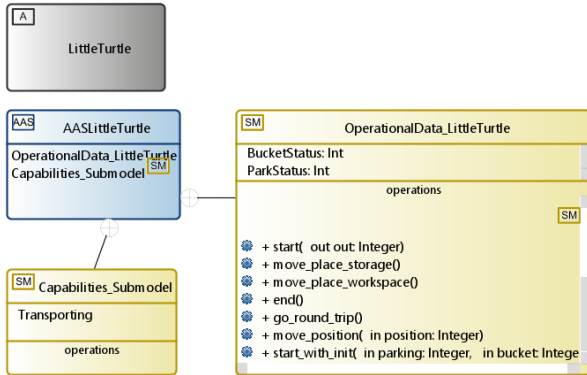 A
LittleTurtle
AAS
AASLittleTurtle
OperationalData_LittleTurtle
Capabilities_Submodel
SM
SM
OperationalData_LittleTurtle
BucketStatus: Int
ParkStatus: Int
operations
SM
+ start( out out: Integer)
+ move_place_storage()
+ move_place_workspace()
+ end()
+ go_round_trip()
+ move_position( in position: Integer)
+ start_with_init( in parking: Integer, in bucket: Intege
SM
Capabilities_Submodel
Transporting
operations